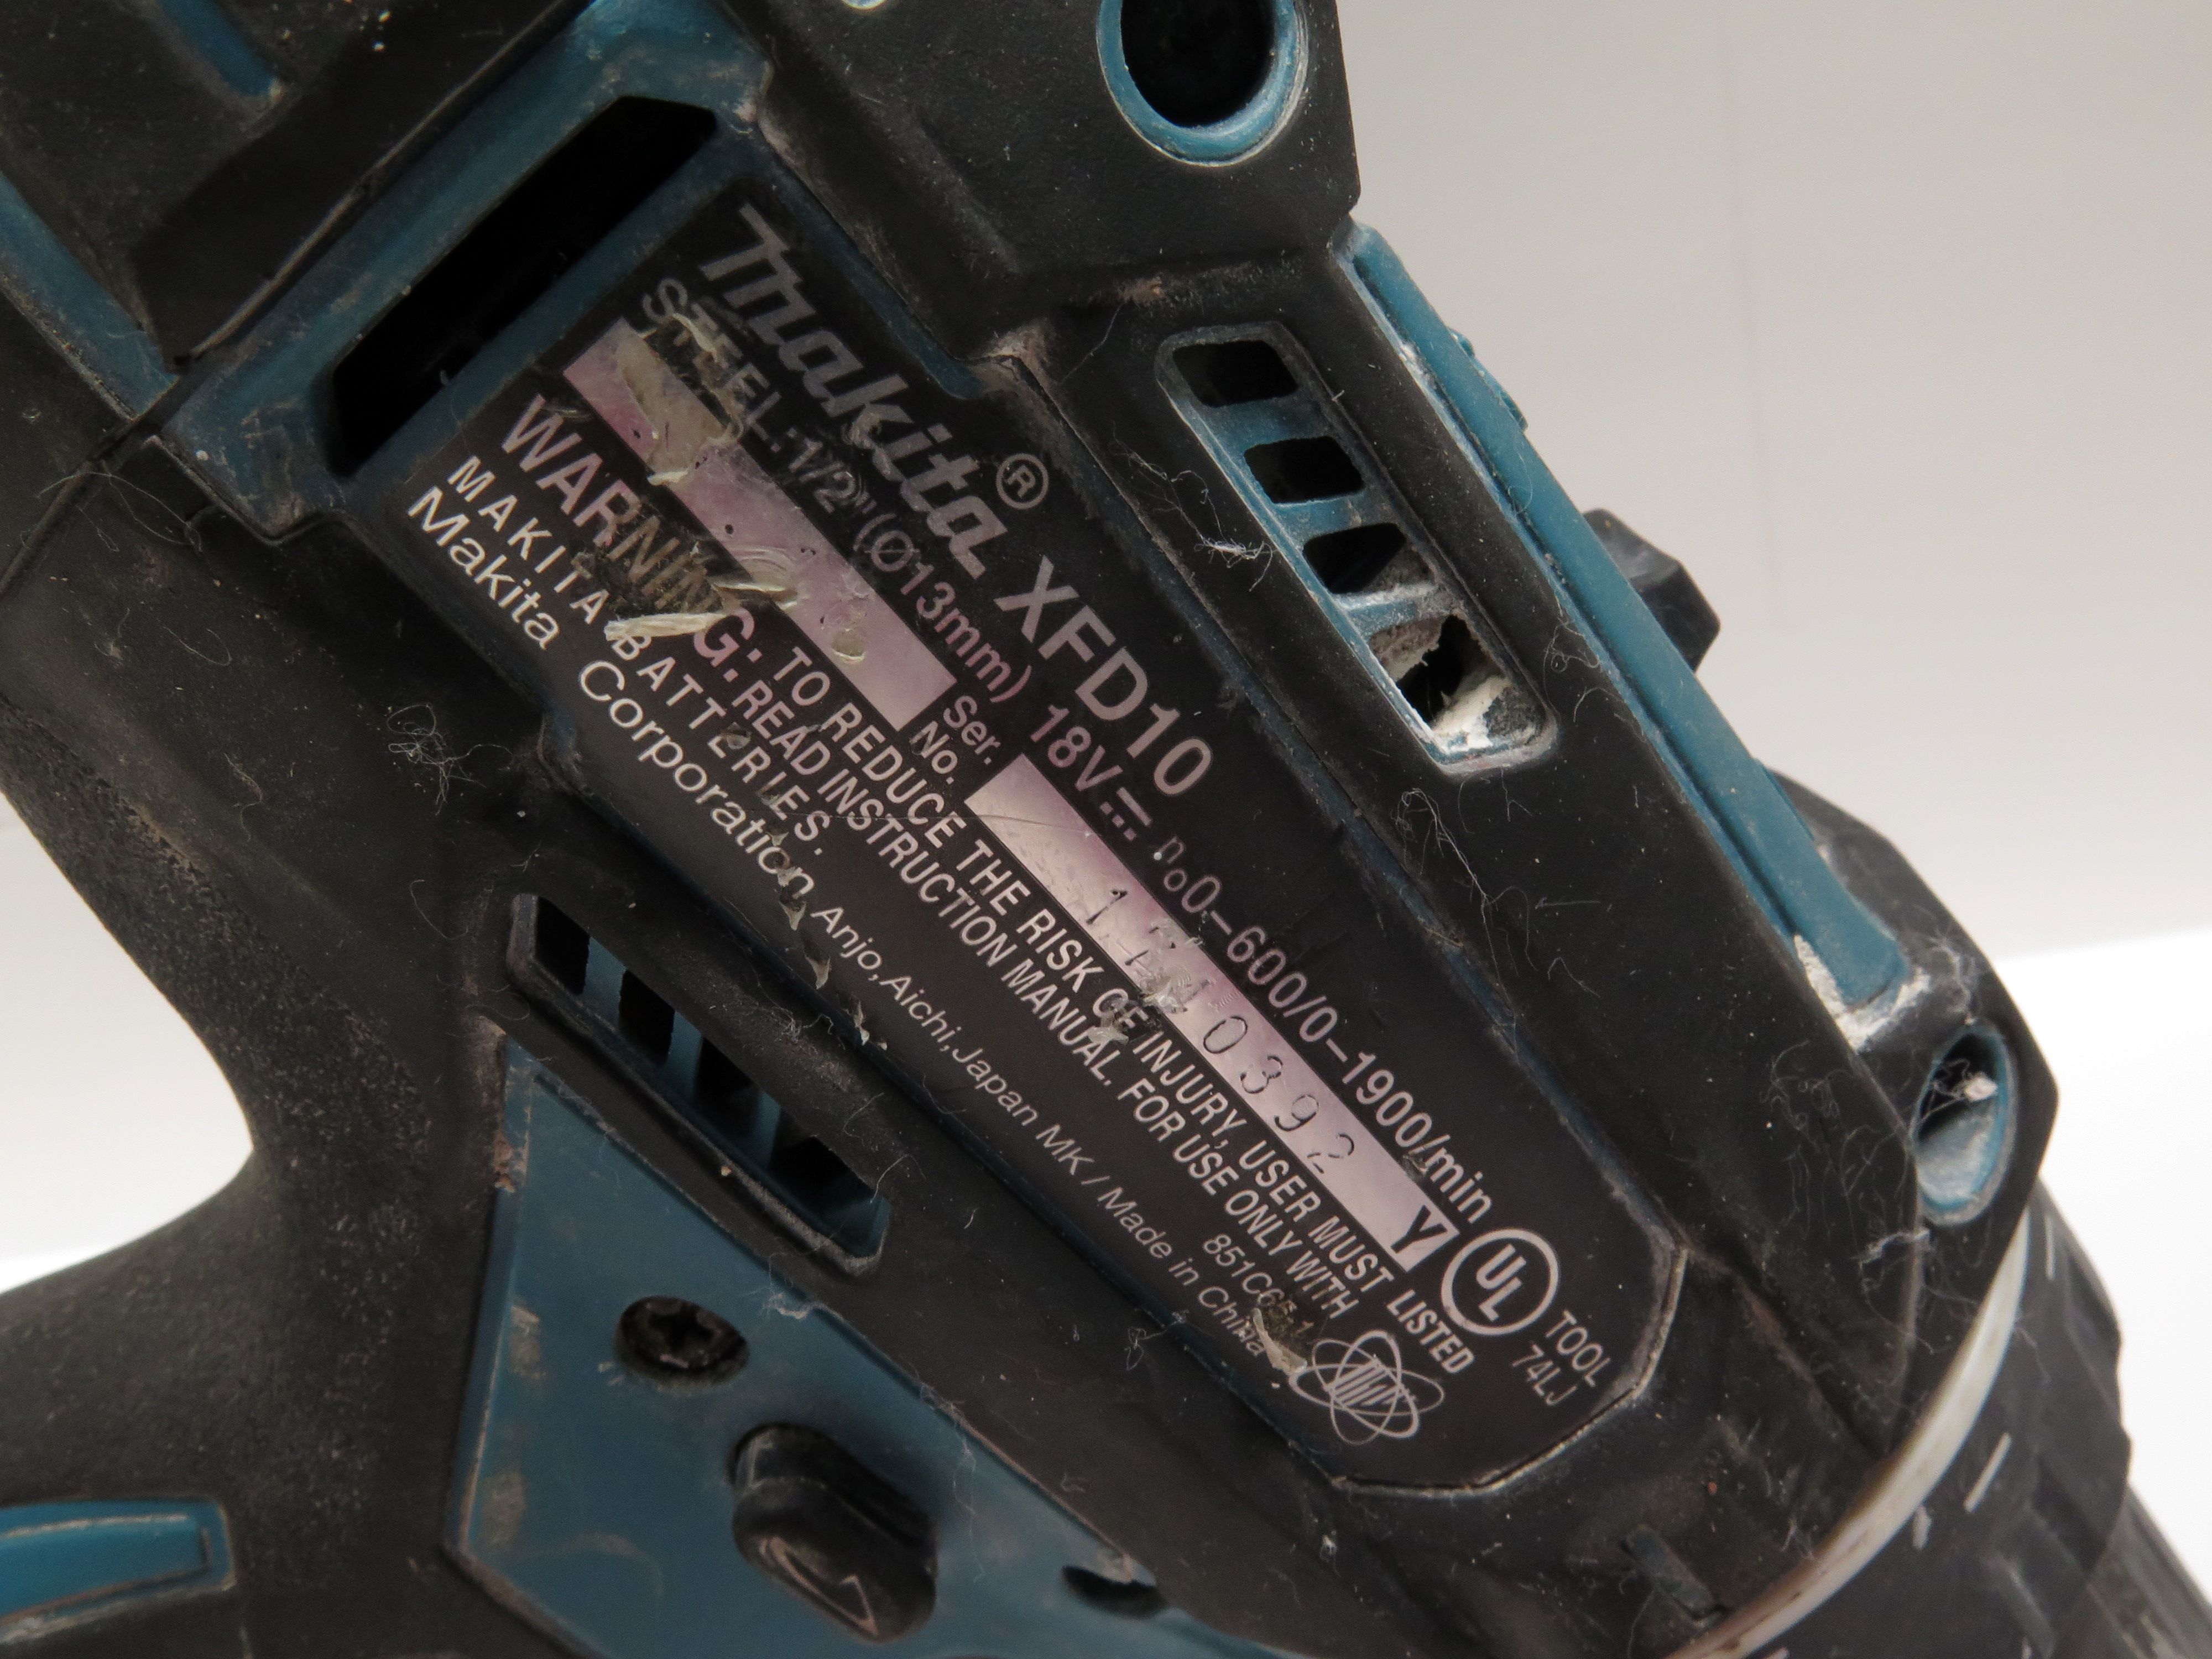 makita® XFD10
STEEL:1/2"(Ø13mm) 18V⎓ n₀0-600/0-1900/min
Ser. No. Y
WARNING: TO REDUCE THE RISK OF INJURY, USER MUST
READ INSTRUCTION MANUAL. FOR USE ONLY WITH
MAKITA BATTERIES.
Makita Corporation Anjo, Aichi, Japan MK / Made in China
UL
LISTED
TOOL
74LJ